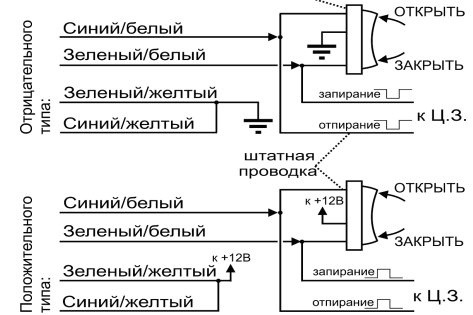 Отрицательного
типа:
Синий/белый
Зеленый/белый
Зеленый/желтый
Синий/желтый
ОТКРЫТЬ
ЗАКРЫТЬ
запирание
к Ц.З.
отпирание
штатная
проводка
Положительного
типа:
Синий/белый
Зеленый/белый
к +12В
Зеленый/желтый
Синий/желтый
к +12В
ОТКРЫТЬ
ЗАКРЫТЬ
запирание
к Ц.З.
отпирание